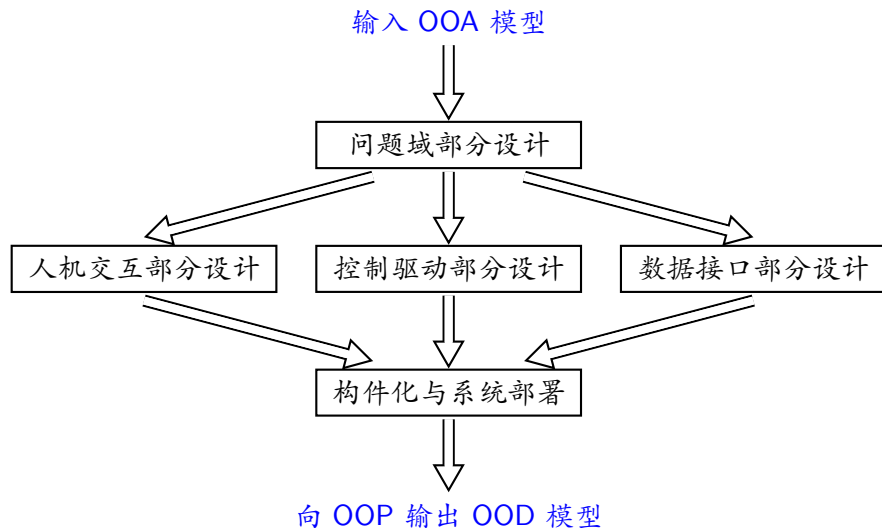 输入 OOA 模型
问题域部分设计
人机交互部分设计
控制驱动部分设计
数据接口部分设计
构件化与系统部署
向 OOP 输出 OOD 模型